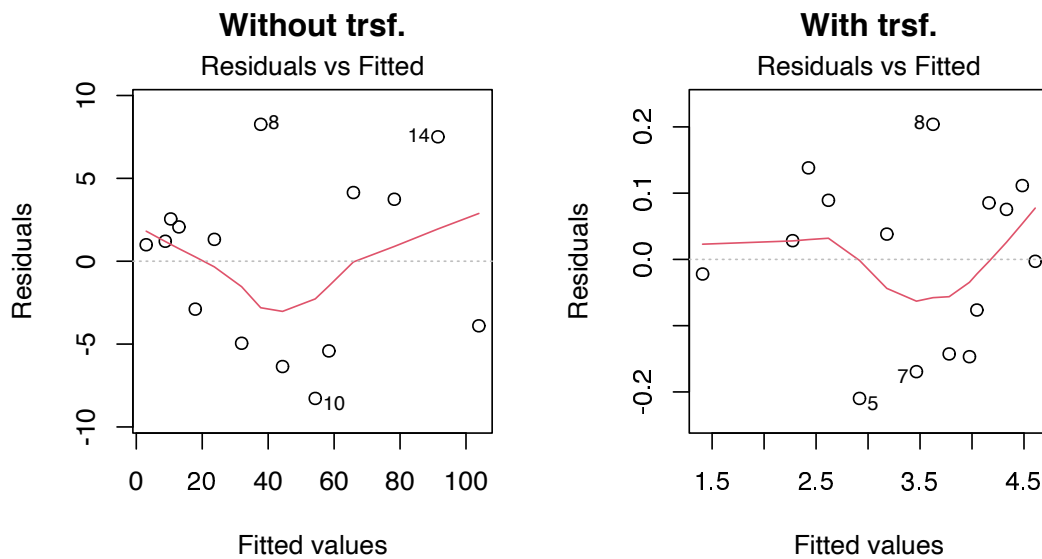 Without trsf.
Residuals vs Fitted
10
5
0
-5
-10
Residuals
8
14
10
0 20 40 60 80 100
Fitted values
With trsf.
Residuals vs Fitted
0.2
0.1
0.0
-0.2
Residuals
8
7
5
1.5 2.5 3.5 4.5
Fitted values